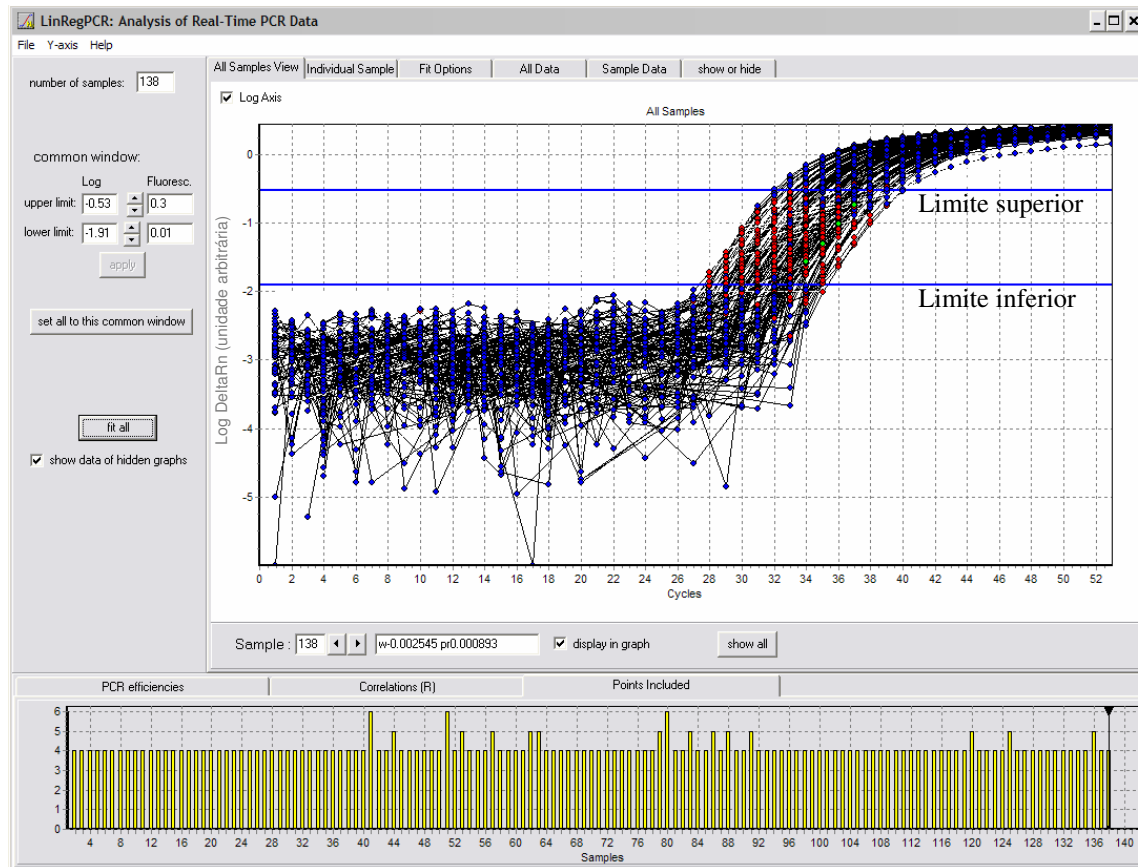 LinRegPCR: Analysis of Real-Time PCR Data
File Y-axis Help
number of samples: 138
common window:
Log Fluoresc.
upper limit: -0.53 0.3
lower limit: -1.91 0.01
apply
set all to this common window
fit all
show data of hidden graphs
All Samples View Individual Sample Fit Options All Data Sample Data show or hide
Log Axis
All Samples
Log DeltaRn (unidade arbitrária)
0
-1
-2
-3
-4
-5
Limite superior
Limite inferior
0 2 4 6 8 10 12 14 16 18 20 22 24 26 28 30 32 34 36 38 40 42 44 46 48 50 52
Cycles
Sample : 138 w-0.002545 pr0.000893 display in graph show all
PCR efficiencies Correlations (R) Points Included
6
5
4
3
2
1
0
4 8 12 16 20 24 28 32 36 40 44 48 52 56 60 64 68 72 76 80 84 88 92 96 100 104 108 112 116 120 124 128 132 136 140
Samples